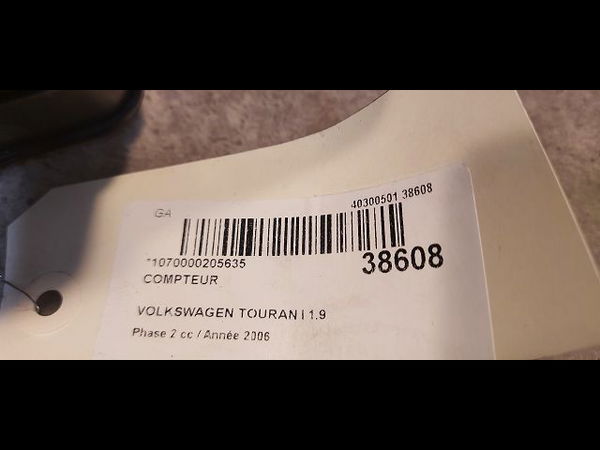 GA
40300501 38608
*1070000205635
38608
COMPTEUR
VOLKSWAGEN TOURAN I 1.9
Phase 2 cc / Année 2006